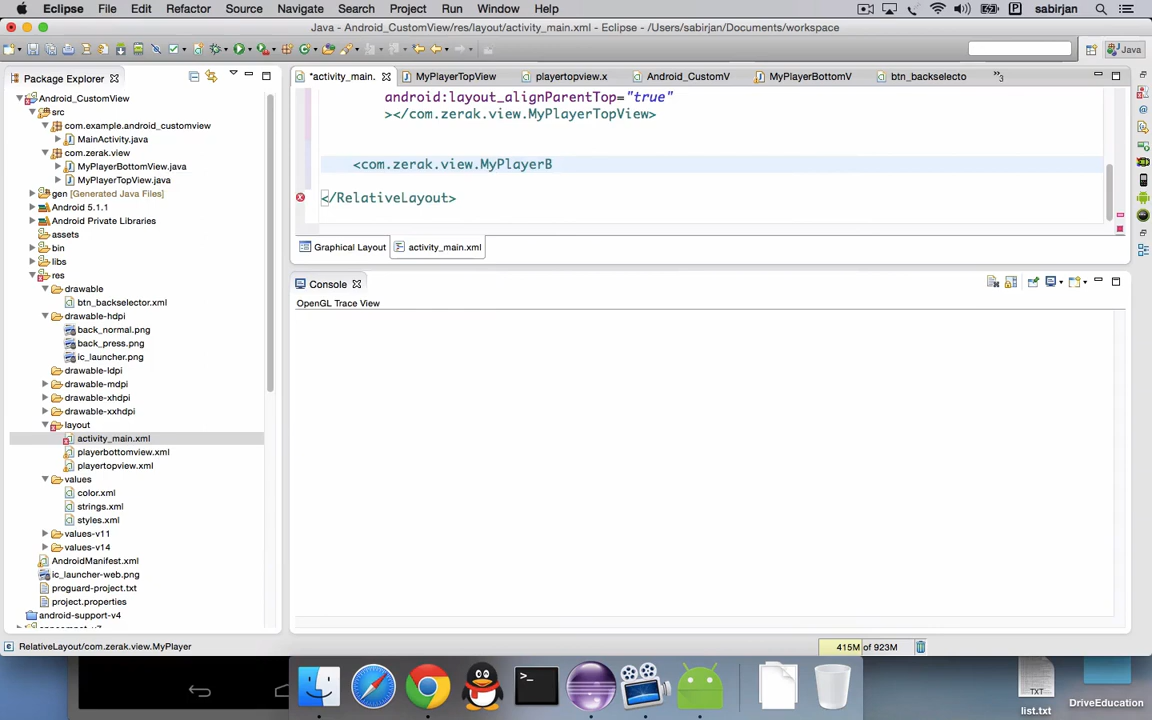 Eclipse File Edit Refactor Source Navigate Search Project Run Window Help sabirjan
Java - Android_CustomView/res/layout/activity_main.xml - Eclipse - /Users/sabirjan/Documents/workspace
Java
Package Explorer
*activity_main. MyPlayerTopView playertopview.x Android_CustomV MyPlayerBottomV btn_backselecto »3
Android_CustomView
src
com.example.android_customview
MainActivity.java
com.zerak.view
MyPlayerBottomView.java
MyPlayerTopView.java
gen [Generated Java Files]
Android 5.1.1
Android Private Libraries
assets
bin
libs
res
drawable
btn_backselector.xml
drawable-hdpi
back_normal.png
back_press.png
ic_launcher.png
drawable-ldpi
drawable-mdpi
drawable-xhdpi
drawable-xxhdpi
layout
activity_main.xml
playerbottomview.xml
playertopview.xml
values
color.xml
strings.xml
styles.xml
values-v11
values-v14
AndroidManifest.xml
ic_launcher-web.png
proguard-project.txt
project.properties
android-support-v4
android:layout_alignParentTop="true"
></com.zerak.view.MyPlayerTopView>
<com.zerak.view.MyPlayerB
</RelativeLayout>
Graphical Layout activity_main.xml
Console
OpenGL Trace View
RelativeLayout/com.zerak.view.MyPlayer
415M of 923M
TXT
list.txt
DriveEducation